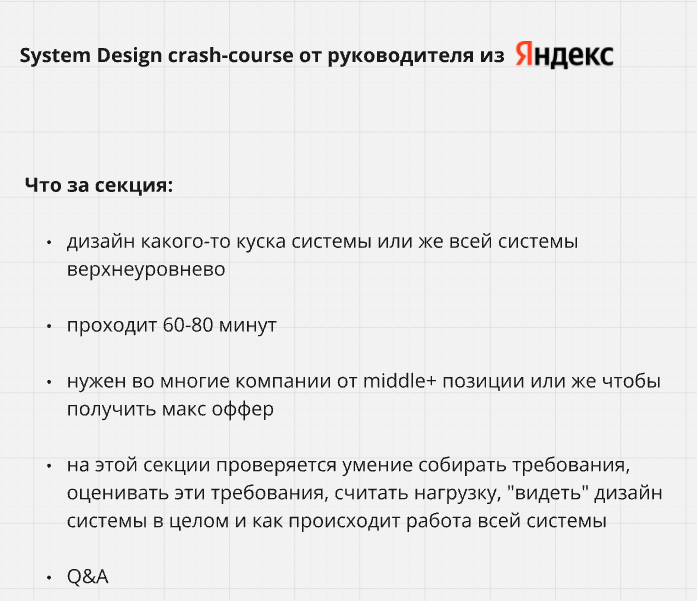 System Design crash-course от руководителя из Яндекс
Что за секция:
• дизайн какого-то куска системы или же всей системы
верхнеуровнево
• проходит 60-80 минут
• нужен во многие компании от middle+ позиции или же чтобы
получить макс оффер
• на этой секции проверяется умение собирать требования,
оценивать эти требования, считать нагрузку, "видеть" дизайн
системы в целом и как происходит работа всей системы
• Q&A